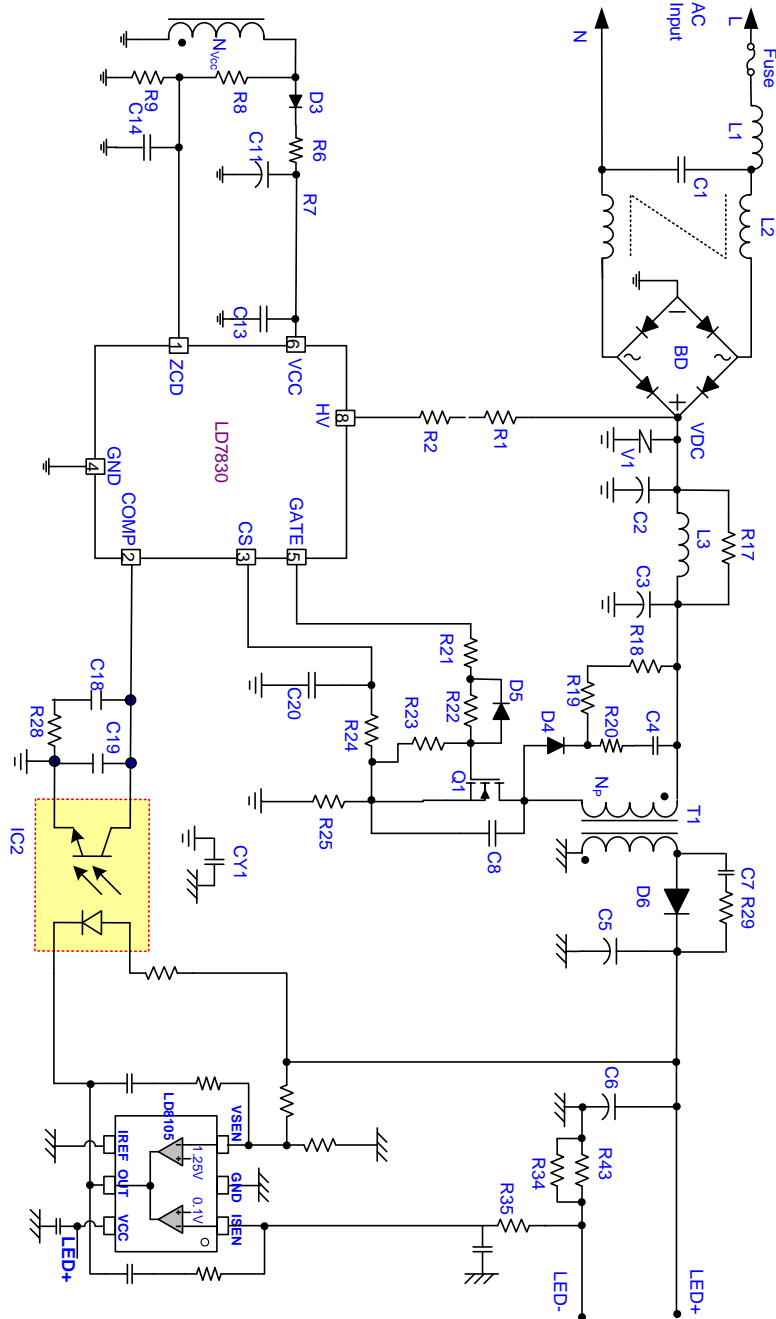 AC
Input
L
Fuse
L1
N
C1
L2
BD
VDC
V1
C2
L3
R17
C3
R18
R19
R20
C4
D4
T1
Np
C7 R29
D6
C5
C6
R43
R34
R35
LED+
LED-
NVcc
R9
R8
C14
D3
R6
C11
R7
C13
1
ZCD
6
VCC
8
HV
R2
R1
LD7830
4
GND
COMP
2
CS
3
GATE
5
R21
R22
D5
R23
R24
C20
Q1
C8
R25
C18
R28
C19
IC2
CY1
LD8105
VSEN
GND
ISEN
1.25V
0.1V
IREF
OUT
VCC
LED+